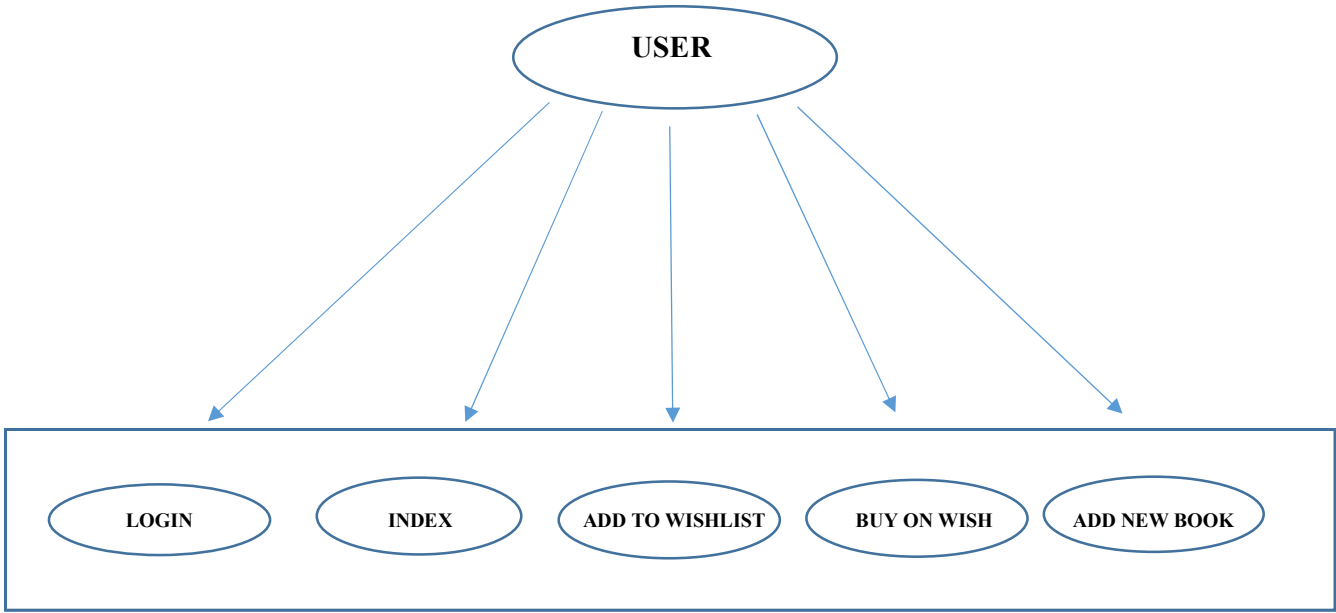 USER
LOGIN
INDEX
ADD TO WISHLIST
BUY ON WISH
ADD NEW BOOK